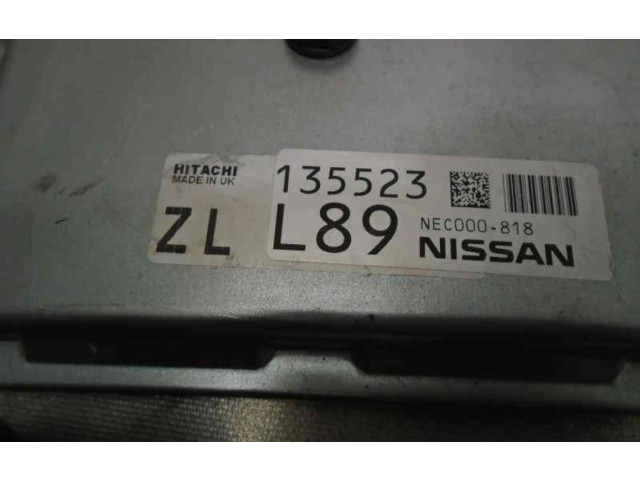 HITACHI
MADE IN UK
ZL
135523
L89
NEC000-818
NISSAN